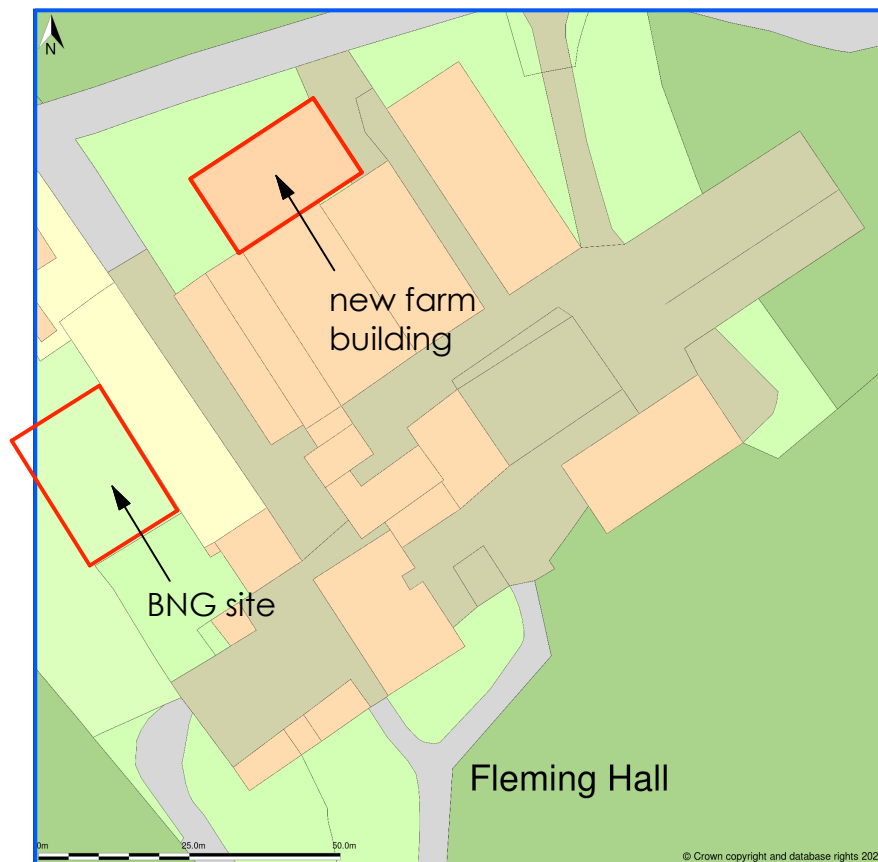 N
new farm
building
BNG site
Fleming Hall
0m 25.0m 50.0m
© Crown copyright and database rights 202